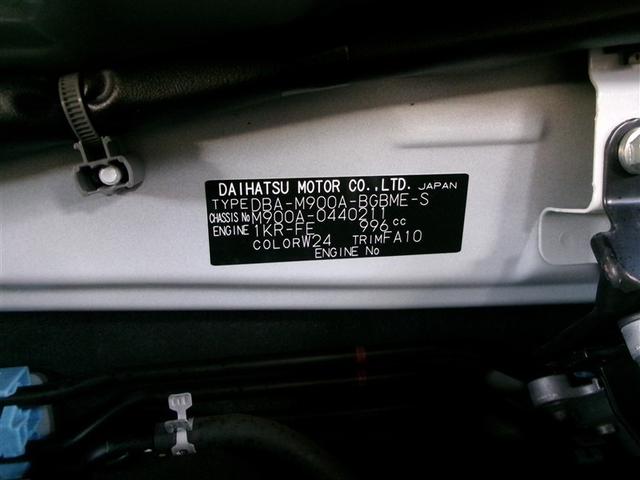 DAIHATSU MOTOR CO.,LTD. JAPAN
TYPE DBA-M900A-BGBME-S
CHASSIS No M900A-0440211
ENGINE 1KR-FE 996 cc
COLOR W24 TRIM FA10
ENGINE No